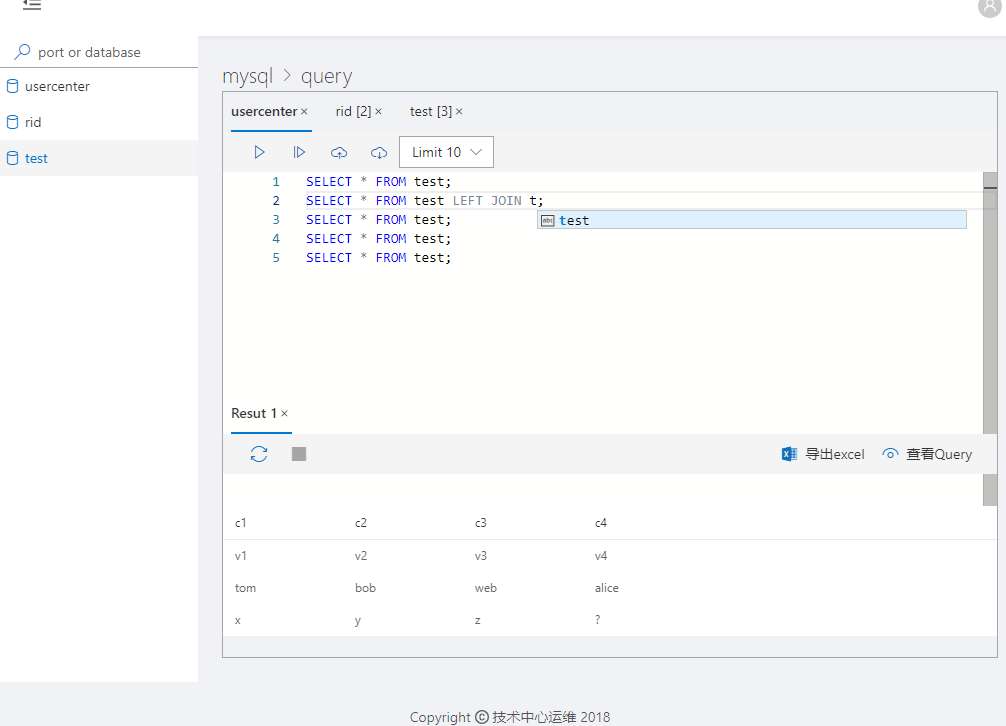 port or database
usercenter
rid
test
mysql > query
usercenter × rid [2] × test [3] ×
Limit 10
1 SELECT * FROM test;
2 SELECT * FROM test LEFT JOIN t;
3 SELECT * FROM test;
abc test
4 SELECT * FROM test;
5 SELECT * FROM test;
Resut 1 ×
导出excel 查看Query
c1 c2 c3 c4
v1 v2 v3 v4
tom bob web alice
x y z ?
Copyright © 技术中心运维 2018